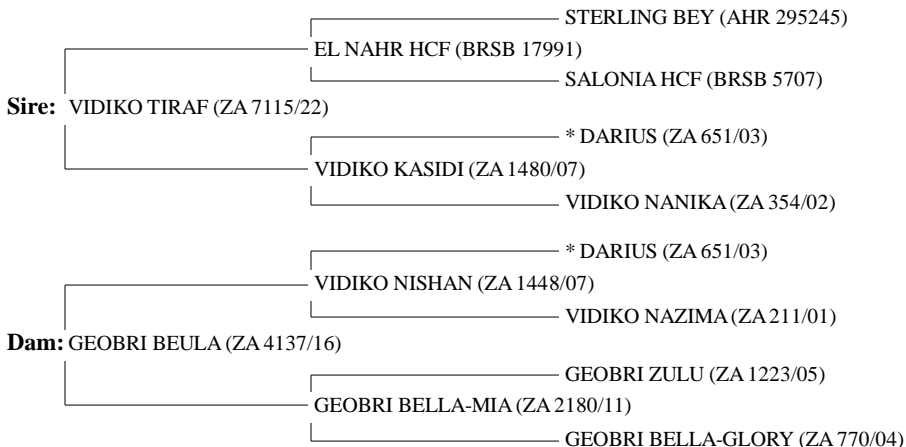 STERLING BEY (AHR 295245)
EL NAHR HCF (BRSB 17991)
SALONIA HCF (BRSB 5707)
Sire: VIDIKO TIRAF (ZA 7115/22)
* DARIUS (ZA 651/03)
VIDIKO KASIDI (ZA 1480/07)
VIDIKO NANIKA (ZA 354/02)
* DARIUS (ZA 651/03)
VIDIKO NISHAN (ZA 1448/07)
VIDIKO NAZIMA (ZA 211/01)
Dam: GEOBRI BEULA (ZA 4137/16)
GEOBRI ZULU (ZA 1223/05)
GEOBRI BELLA-MIA (ZA 2180/11)
GEOBRI BELLA-GLORY (ZA 770/04)